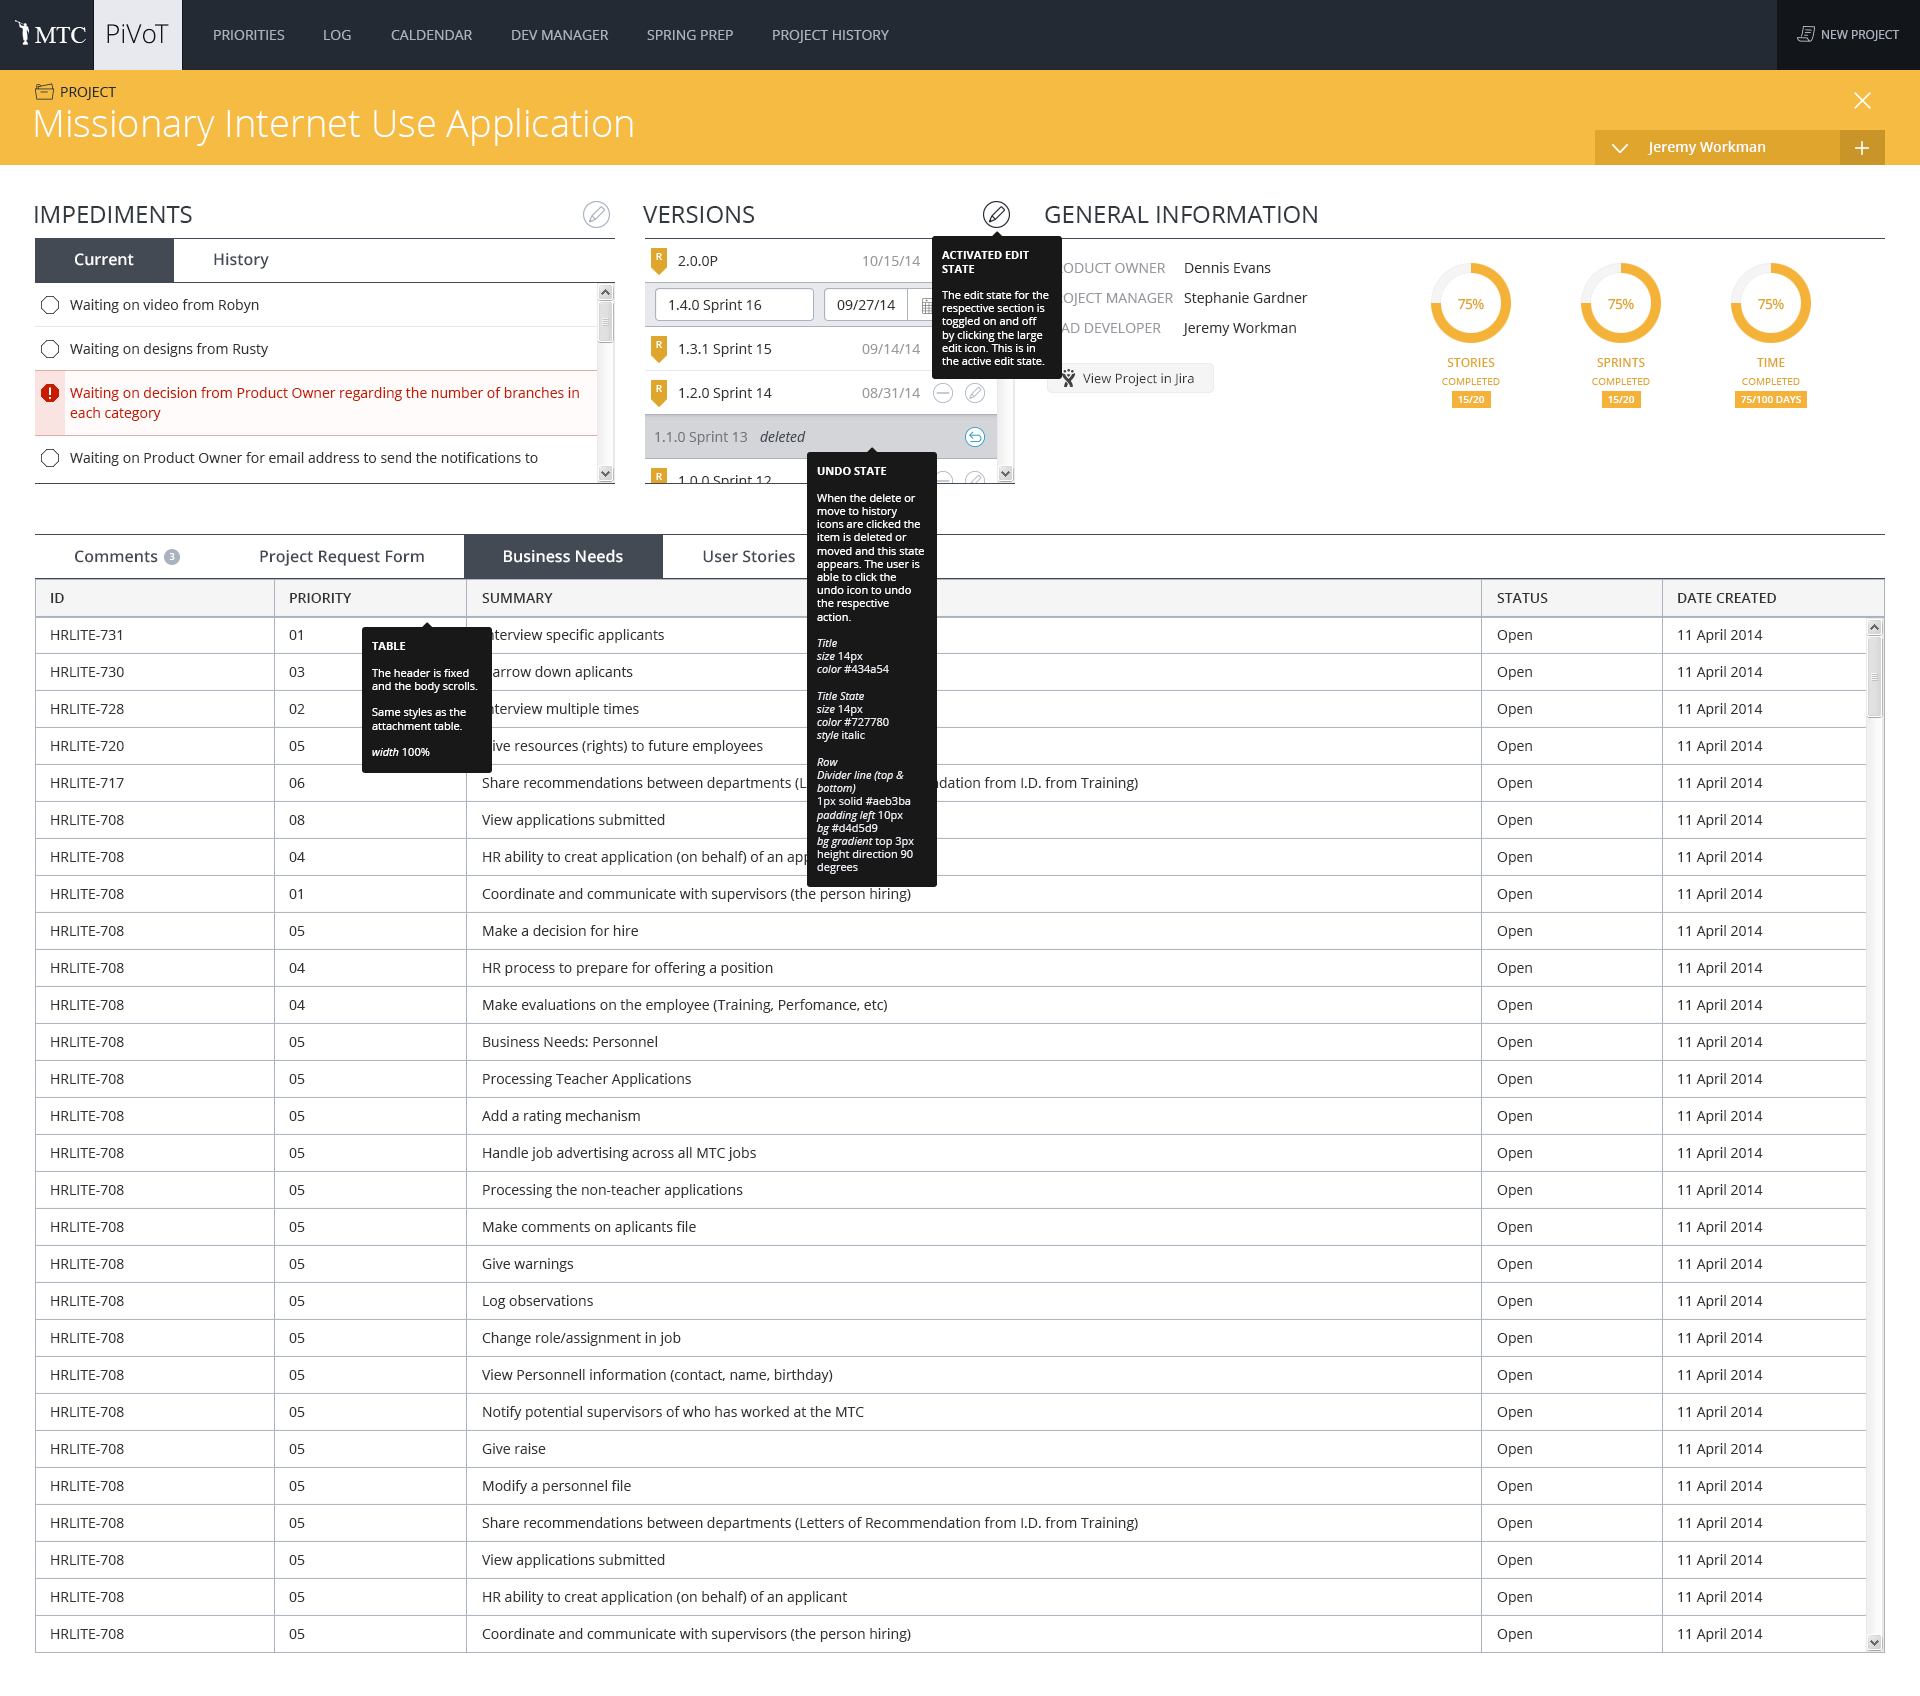 MTC PiVoT PRIORITIES LOG CALDENDAR DEV MANAGER SPRING PREP PROJECT HISTORY NEW PROJECT
PROJECT
Missionary Internet Use Application
Jeremy Workman
IMPEDIMENTS
Current History
Waiting on video from Robyn
Waiting on designs from Rusty
Waiting on decision from Product Owner regarding the number of branches in
each category
Waiting on Product Owner for email address to send the notifications to
VERSIONS
R 2.0.0P 10/15/14
1.4.0 Sprint 16 09/27/14
R 1.3.1 Sprint 15 09/14/14
R 1.2.0 Sprint 14 08/31/14
1.1.0 Sprint 13 deleted
R 1.0.0 Sprint 12
ACTIVATED EDIT
STATE
The edit state for the
respective section is
toggled on and off
by clicking the large
edit icon. This is in
the active edit state.
UNDO STATE
When the delete or
move to history
icons are clicked the
item is deleted or
moved and this state
appears. The user is
able to click the
undo icon to undo
the respective
action.
Title
size 14px
color #434a54
Title State
size 14px
color #727780
style italic
Row
Divider line (top &
bottom)
1px solid #aeb3ba
padding left 10px
bg #d4d5d9
bg gradient top 3px
height direction 90
degrees
GENERAL INFORMATION
RODUCT OWNER Dennis Evans
OJECT MANAGER Stephanie Gardner
AD DEVELOPER Jeremy Workman
View Project in Jira
75% 75% 75%
STORIES SPRINTS TIME
COMPLETED COMPLETED COMPLETED
15/20 15/20 75/100 DAYS
Comments 3 Project Request Form Business Needs User Stories
ID PRIORITY SUMMARY STATUS DATE CREATED
TABLE
The header is fixed
and the body scrolls.
Same styles as the
attachment table.
width 100%
HRLITE-731 01 nterview specific applicants Open 11 April 2014
HRLITE-730 03 arrow down aplicants Open 11 April 2014
HRLITE-728 02 nterview multiple times Open 11 April 2014
HRLITE-720 05 ive resources (rights) to future employees Open 11 April 2014
HRLITE-717 06 Share recommendations between departments (L ndation from I.D. from Training) Open 11 April 2014
HRLITE-708 08 View applications submitted Open 11 April 2014
HRLITE-708 04 HR ability to creat application (on behalf) of an app Open 11 April 2014
HRLITE-708 01 Coordinate and communicate with supervisors (the person hiring) Open 11 April 2014
HRLITE-708 05 Make a decision for hire Open 11 April 2014
HRLITE-708 04 HR process to prepare for offering a position Open 11 April 2014
HRLITE-708 04 Make evaluations on the employee (Training, Perfomance, etc) Open 11 April 2014
HRLITE-708 05 Business Needs: Personnel Open 11 April 2014
HRLITE-708 05 Processing Teacher Applications Open 11 April 2014
HRLITE-708 05 Add a rating mechanism Open 11 April 2014
HRLITE-708 05 Handle job advertising across all MTC jobs Open 11 April 2014
HRLITE-708 05 Processing the non-teacher applications Open 11 April 2014
HRLITE-708 05 Make comments on aplicants file Open 11 April 2014
HRLITE-708 05 Give warnings Open 11 April 2014
HRLITE-708 05 Log observations Open 11 April 2014
HRLITE-708 05 Change role/assignment in job Open 11 April 2014
HRLITE-708 05 View Personnell information (contact, name, birthday) Open 11 April 2014
HRLITE-708 05 Notify potential supervisors of who has worked at the MTC Open 11 April 2014
HRLITE-708 05 Give raise Open 11 April 2014
HRLITE-708 05 Modify a personnel file Open 11 April 2014
HRLITE-708 05 Share recommendations between departments (Letters of Recommendation from I.D. from Training) Open 11 April 2014
HRLITE-708 05 View applications submitted Open 11 April 2014
HRLITE-708 05 HR ability to creat application (on behalf) of an applicant Open 11 April 2014
HRLITE-708 05 Coordinate and communicate with supervisors (the person hiring) Open 11 April 2014